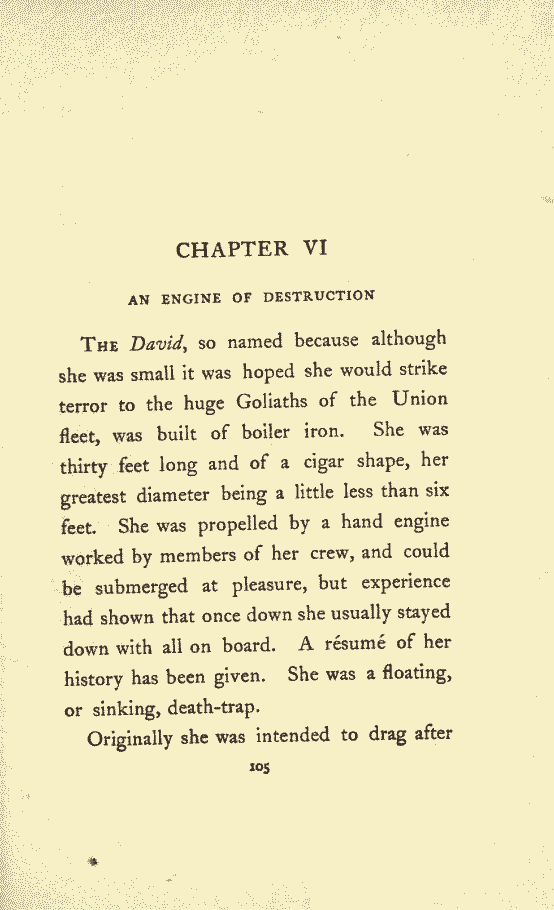 CHAPTER VI
AN ENGINE OF DESTRUCTION
THE David, so named because although
she was small it was hoped she would strike
terror to the huge Goliaths of the Union
fleet, was built of boiler iron. She was
thirty feet long and of a cigar shape, her
greatest diameter being a little less than six
feet. She was propelled by a hand engine
worked by members of her crew, and could
be submerged at pleasure, but experience
had shown that once down she usually stayed
down with all on board. A résumé of her
history has been given. She was a floating,
or sinking, death-trap.
Originally she was intended to drag after
105